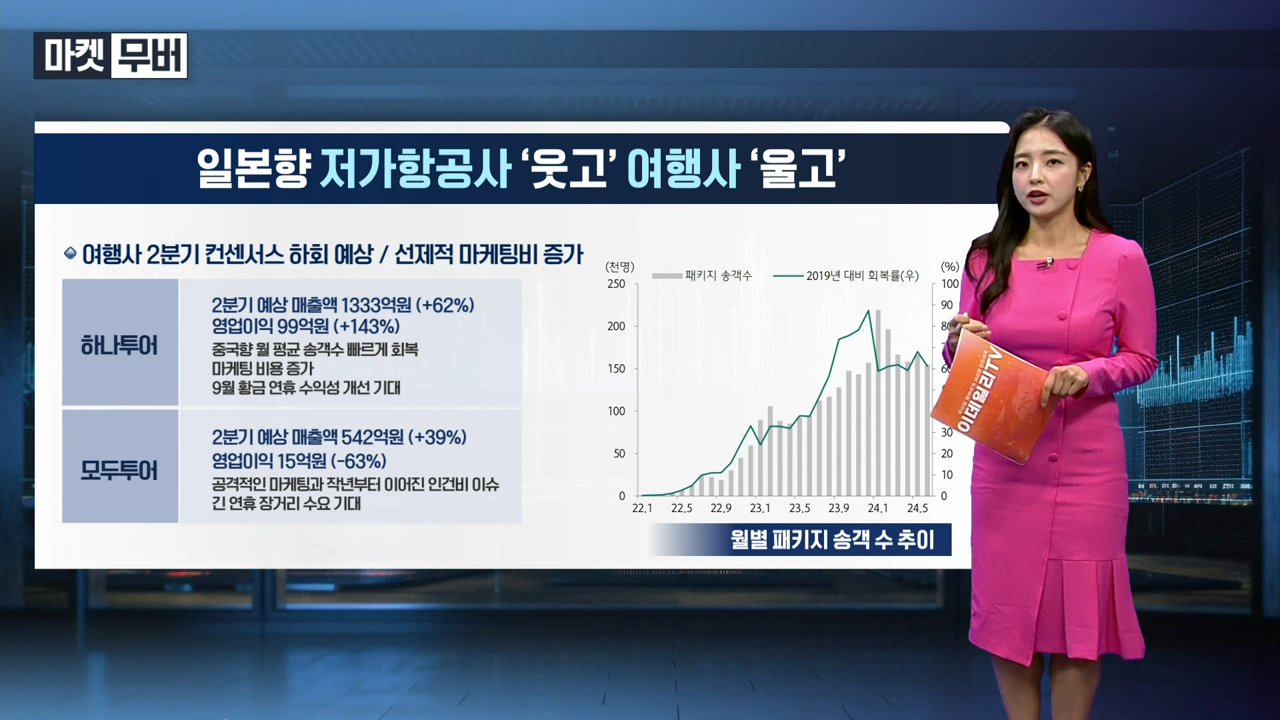 마켓무버
일본향 저가항공사 ‘웃고’ 여행사 ‘울고’
여행사 2분기 컨센서스 하회 예상 / 선제적 마케팅비 증가
하나투어
2분기 예상 매출액 1333억원 (+62%)
영업이익 99억원 (+143%)
중국향 월 평균 송객수 빠르게 회복
마케팅 비용 증가
9월 황금 연휴 수익성 개선 기대
모두투어
2분기 예상 매출액 542억원 (+39%)
영업이익 15억원 (-63%)
공격적인 마케팅과 작년부터 이어진 인건비 이슈
긴 연휴 장거리 수요 기대
(천명)
패키지 송객수
2019년 대비 회복률(우)
(%)
250
200
150
100
50
0
100
90
80
30
20
10
0
22.1 22.5 22.9 23.1 23.5 23.9 24.1 24.5
월별 패키지 송객 수 추이
이데일리TV